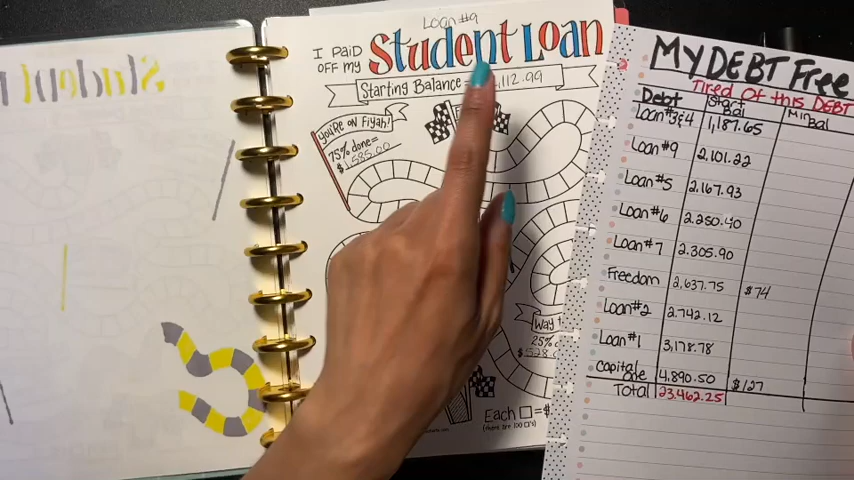 Loan #9
I PAID
OFF MY
Student Loan
Starting Balance
112.99
You're on Fiyah!
75% done=
$1,585.00
Way
25%
$528.
Each □=$
MY DEBT Free
Tired Of this DEBT
Debt Start Bal Min Bal
Loan #3&4 1,187.65
Loan #9 2,101.22
Loan #5 2,167.93
Loan #6 2,250.40
Loan #7 2,305.90
Freedom 2,637.75 $74
Loan #2 2,742.12
Loan #1 3,178.78
Capital One 4,890.50 $127
Total 23,462.25